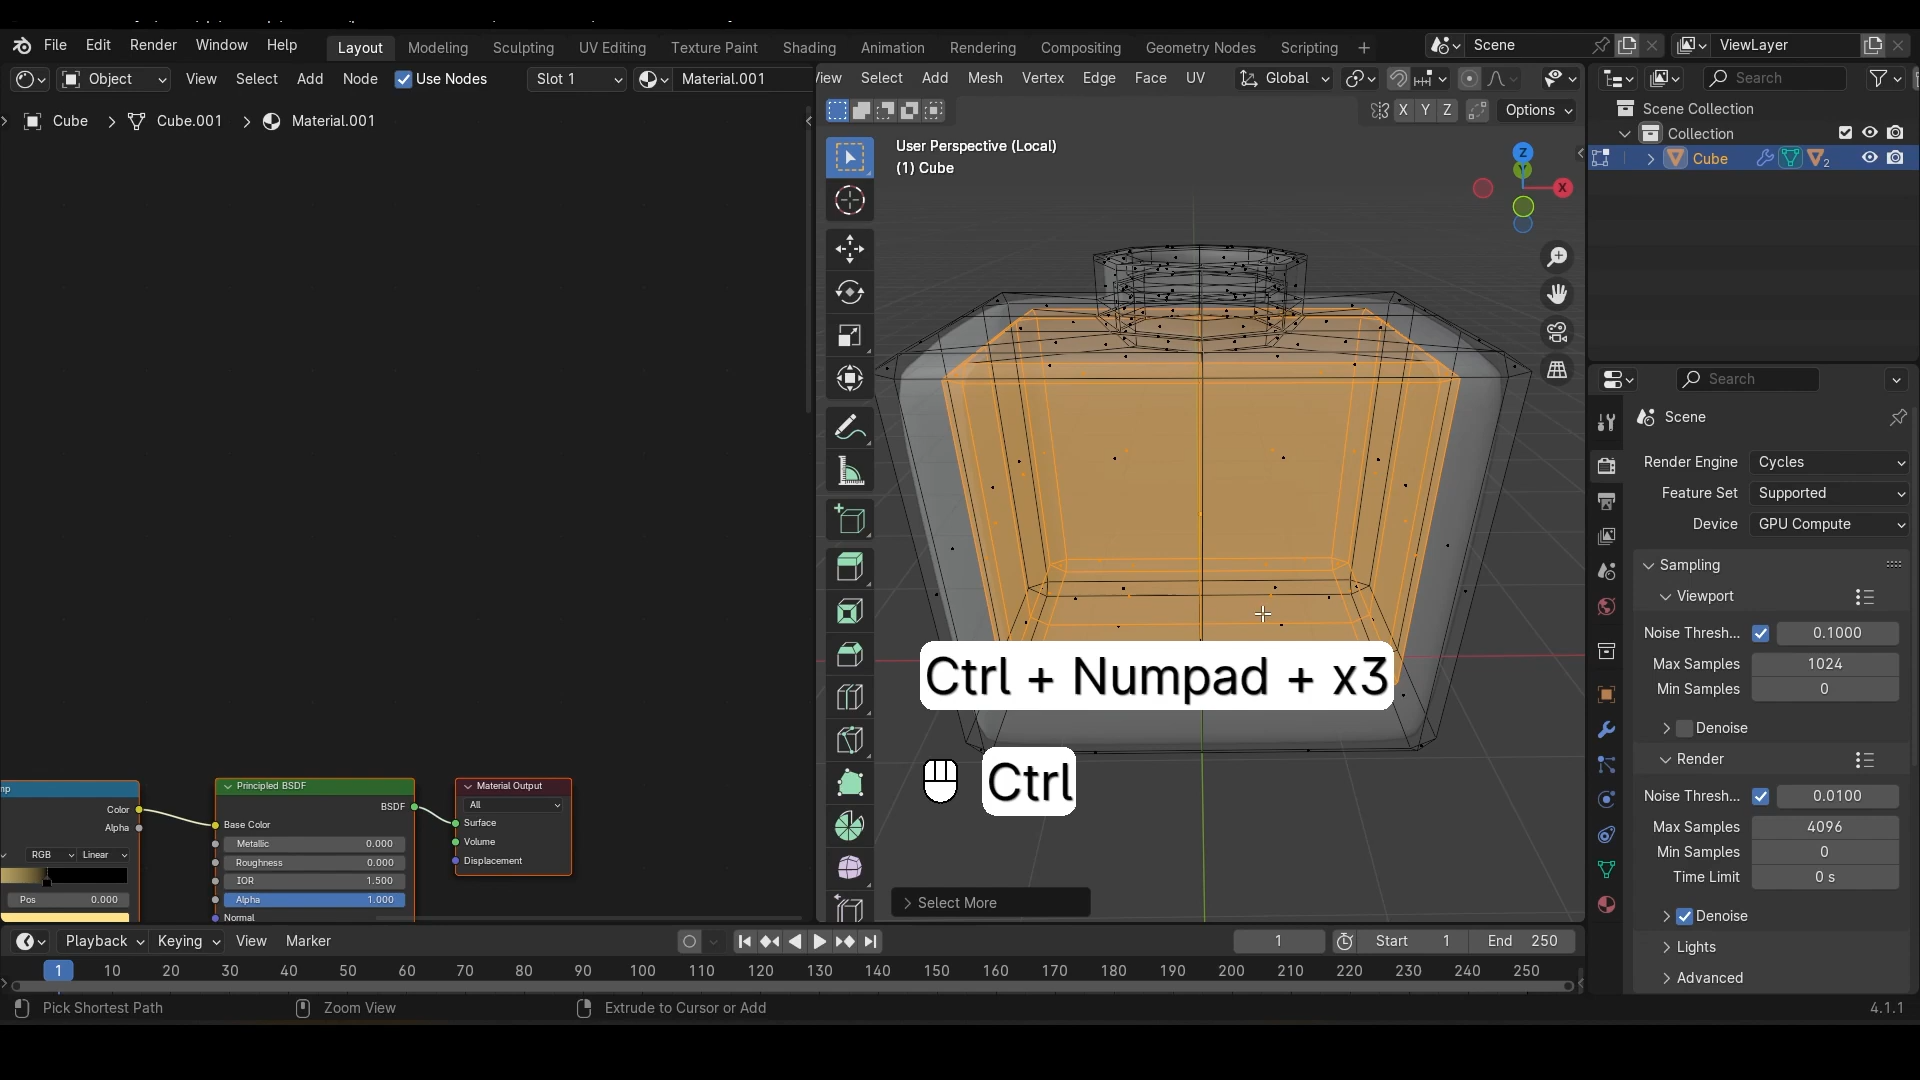 File Edit Render Window Help Layout Modeling Sculpting UV Editing Texture Paint Shading Animation Rendering Compositing Geometry Nodes Scripting + Scene ViewLayer
Object View Select Add Node Use Nodes Slot 1 Material.001
View Select Add Mesh Vertex Edge Face UV Global Search
X Y Z Options
Cube > Cube.001 > Material.001
User Perspective (Local)
(1) Cube
Z
X
Scene Collection
Collection
Cube 2
Search
Scene
Render Engine Cycles
Feature Set Supported
Device GPU Compute
Sampling
Viewport
Noise Thresh... 0.1000
Max Samples 1024
Min Samples 0
Denoise
Render
Noise Thresh... 0.0100
Max Samples 4096
Min Samples 0
Time Limit 0 s
Denoise
Lights
Advanced
Ctrl + Numpad + x3
Ctrl
Select More
Color
Alpha
RGB Linear
Pos 0.000
Principled BSDF
BSDF
Base Color
Metallic 0.000
Roughness 0.000
IOR 1.500
Alpha 1.000
Normal
Material Output
All
Surface
Volume
Displacement
Playback Keying View Marker 1 Start 1 End 250
1 10 20 30 40 50 60 70 80 90 100 110 120 130 140 150 160 170 180 190 200 210 220 230 240 250
Pick Shortest Path Zoom View Extrude to Cursor or Add 4.1.1